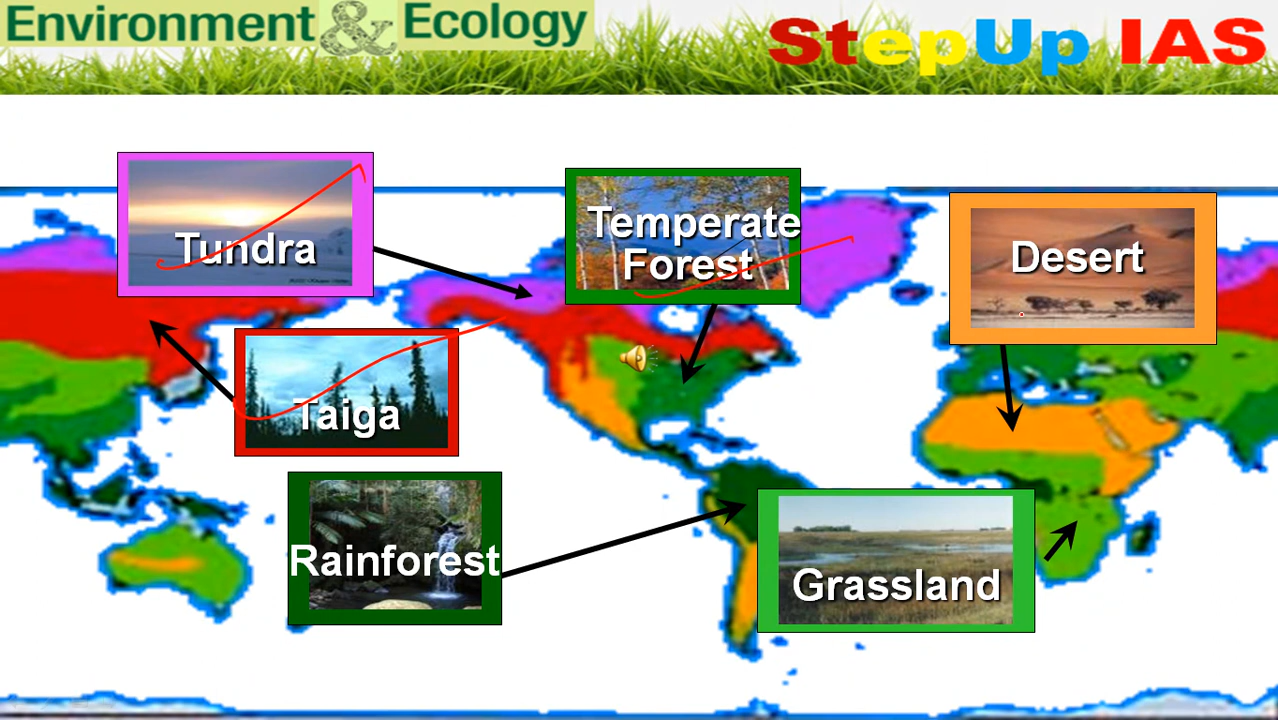 Environment & Ecology
StepUp IAS
Tundra
Temperate
Forest
Desert
Taiga
Rainforest
Grassland